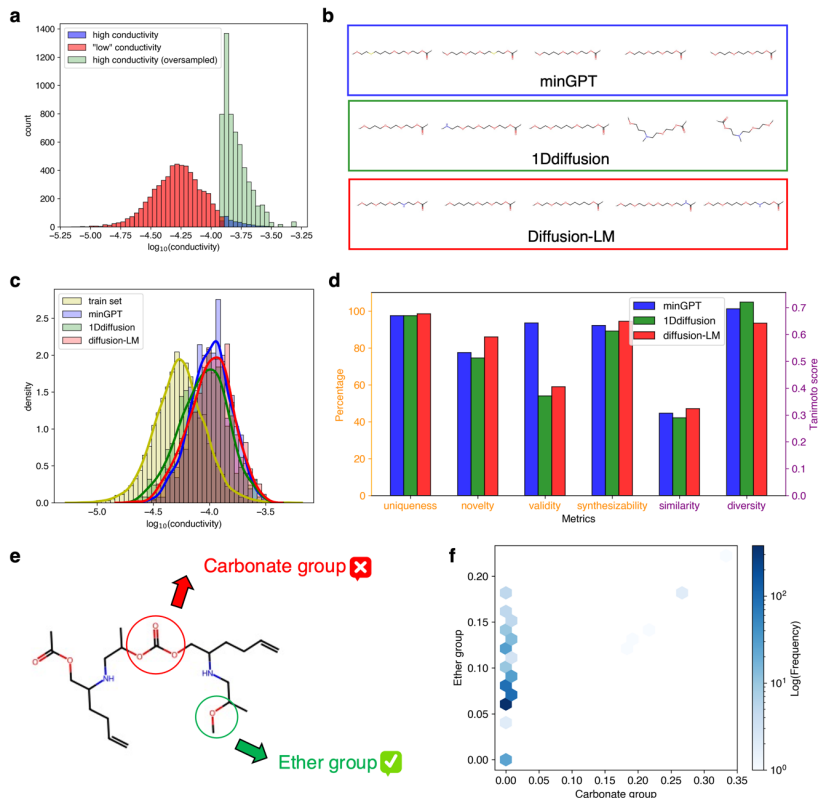 a
1400
1200
1000
800
600
400
200
0
count
high conductivity
"low" conductivity
high conductivity (oversampled)
−5.25 −5.00 −4.75 −4.50 −4.25 −4.00 −3.75 −3.50 −3.25
log10(conductivity)
b
minGPT
1Ddiffusion
Diffusion-LM
c
2.5
2.0
1.5
1.0
0.5
0.0
density
train set
minGPT
1Ddiffusion
diffusion-LM
−5.0 −4.5 −4.0 −3.5
log10(conductivity)
d
100
80
60
40
20
0
Percentage
minGPT
1Ddiffusion
diffusion-LM
0.7
0.6
0.5
0.4
0.3
0.2
0.1
0.0
Tanimoto score
uniqueness novelty validity synthesizability similarity diversity
Metrics
e
Carbonate group
O
O
O
O
O
NH
NH
O
Ether group
f
0.20
0.15
0.10
0.05
0.00
Ether group
0.00 0.05 0.10 0.15 0.20 0.25 0.30 0.35
Carbonate group
10²
10¹
10⁰
Log(Frequency)